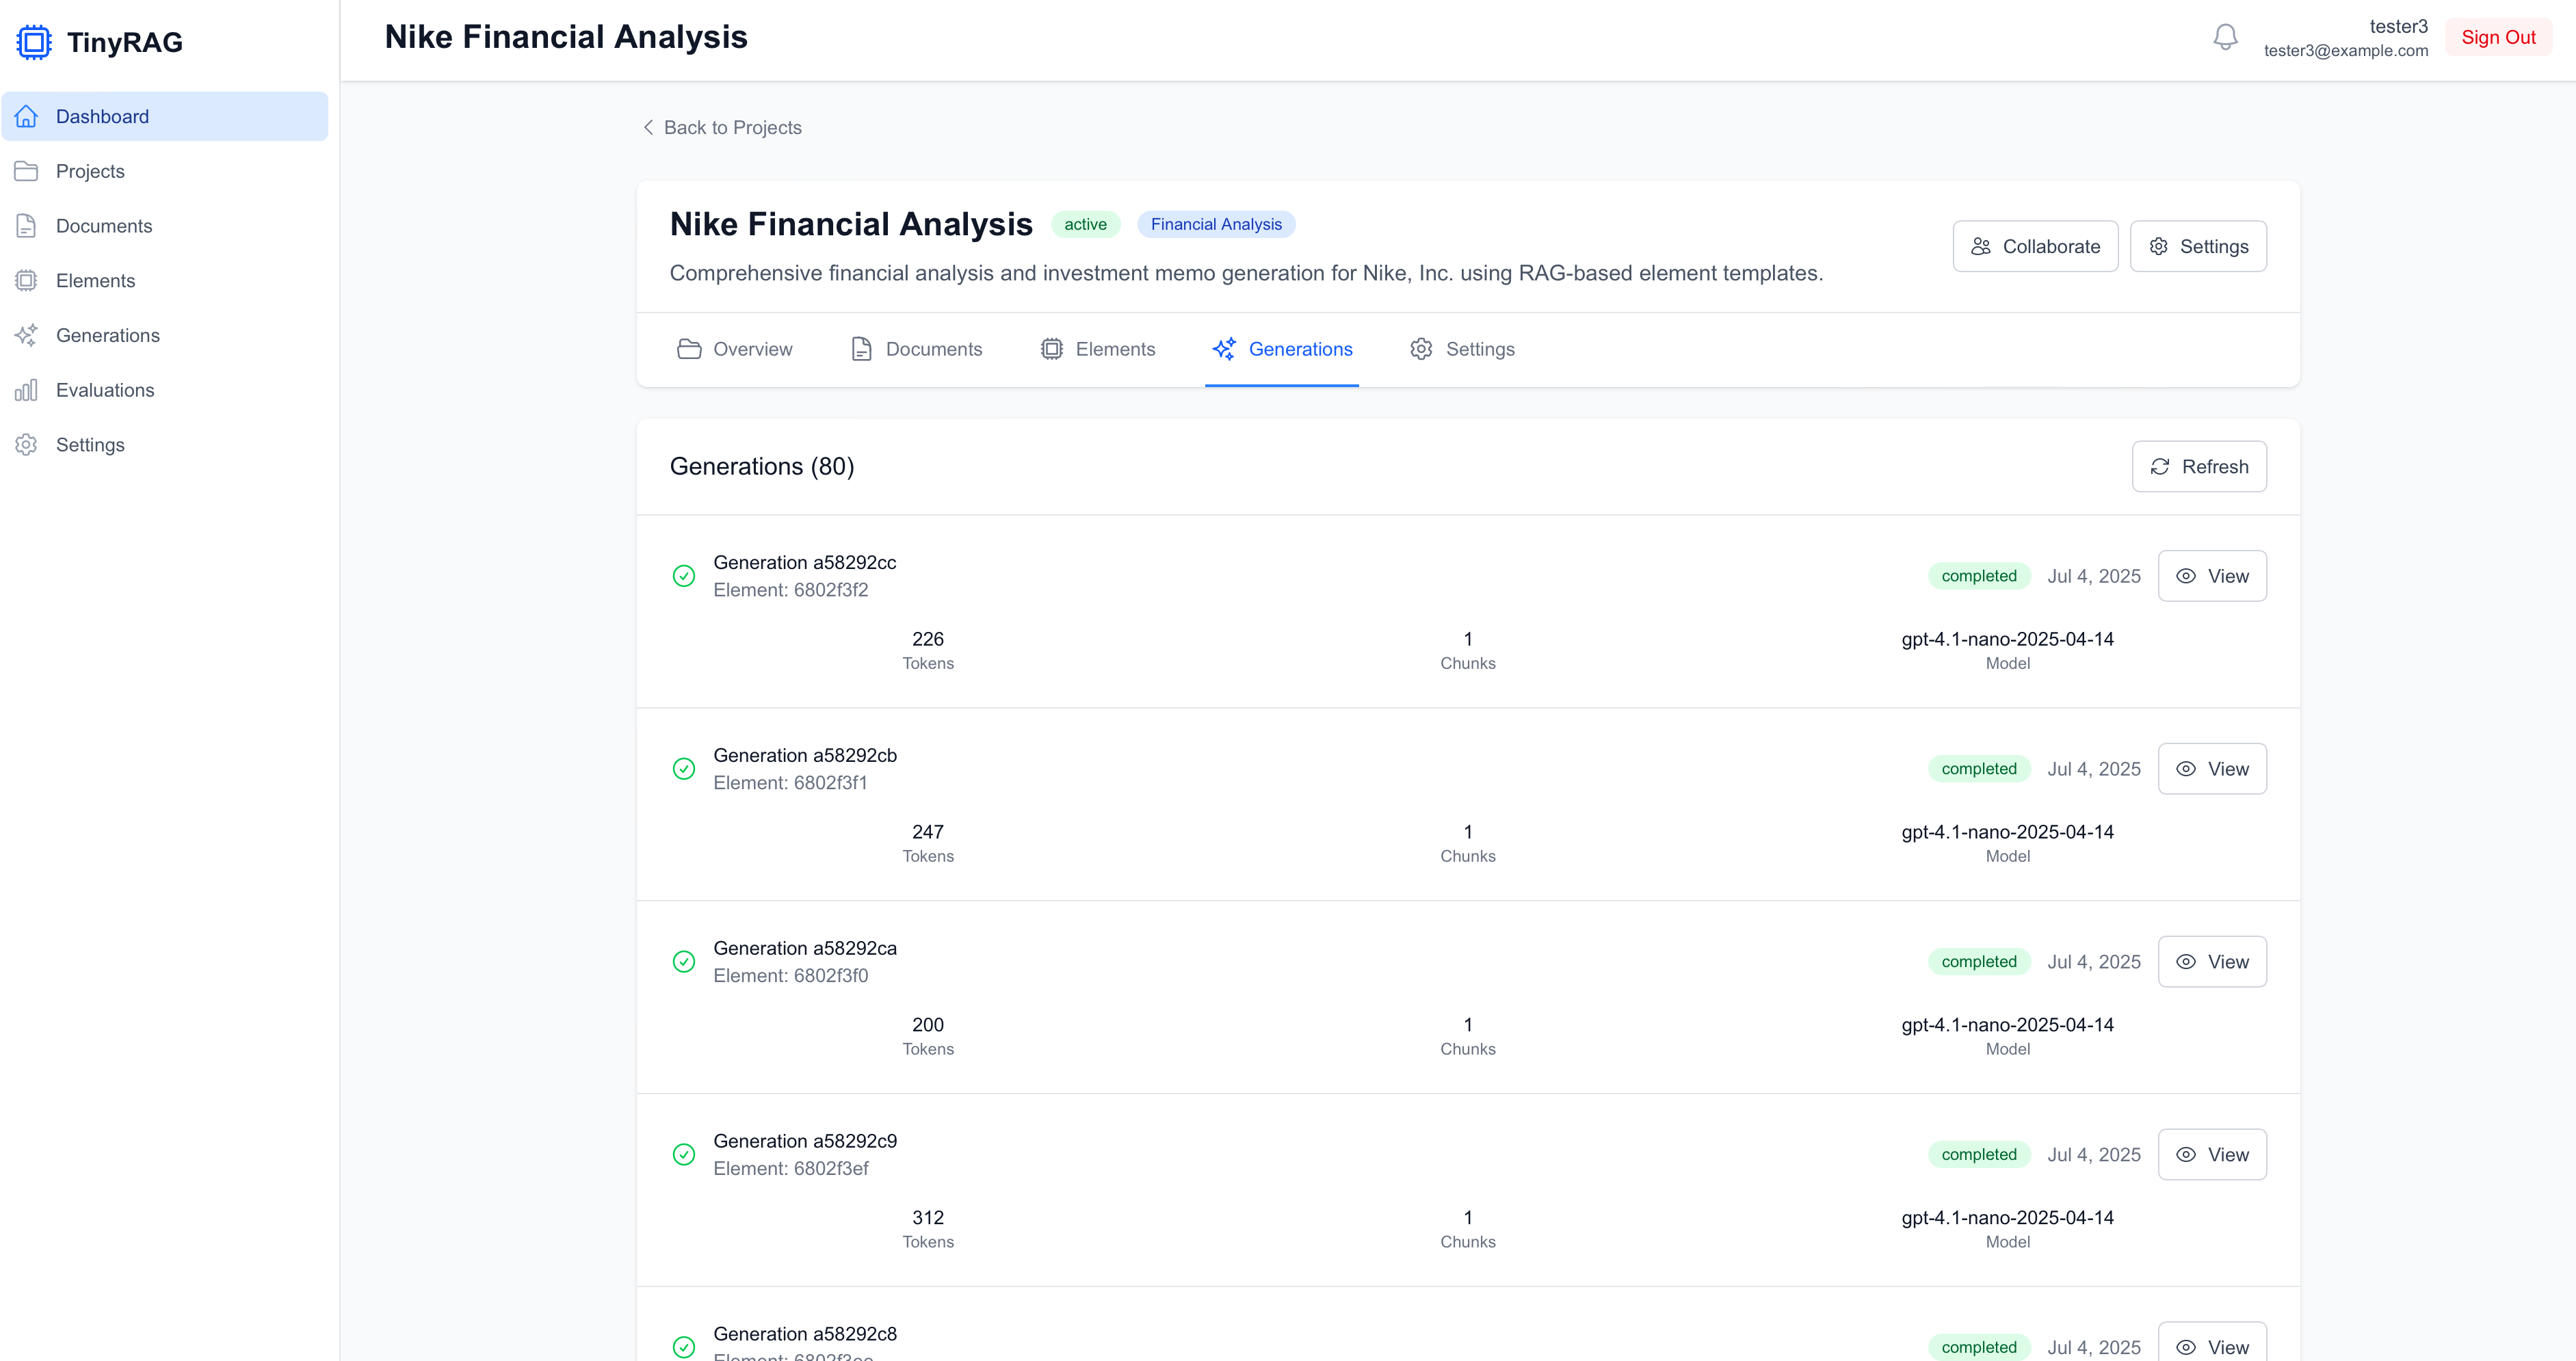 TinyRAG
Dashboard
Projects
Documents
Elements
Generations
Evaluations
Settings
Nike Financial Analysis
tester3
tester3@example.com
Sign Out
Back to Projects
Nike Financial Analysis active Financial Analysis
Comprehensive financial analysis and investment memo generation for Nike, Inc. using RAG-based element templates.
Collaborate Settings
Overview Documents Elements Generations Settings
Generations (80) Refresh
Generation a58292cc
Element: 6802f3f2
completed Jul 4, 2025 View
226 1 gpt-4.1-nano-2025-04-14
Tokens Chunks Model
Generation a58292cb
Element: 6802f3f1
completed Jul 4, 2025 View
247 1 gpt-4.1-nano-2025-04-14
Tokens Chunks Model
Generation a58292ca
Element: 6802f3f0
completed Jul 4, 2025 View
200 1 gpt-4.1-nano-2025-04-14
Tokens Chunks Model
Generation a58292c9
Element: 6802f3ef
completed Jul 4, 2025 View
312 1 gpt-4.1-nano-2025-04-14
Tokens Chunks Model
Generation a58292c8
Element:
completed Jul 4, 2025 View